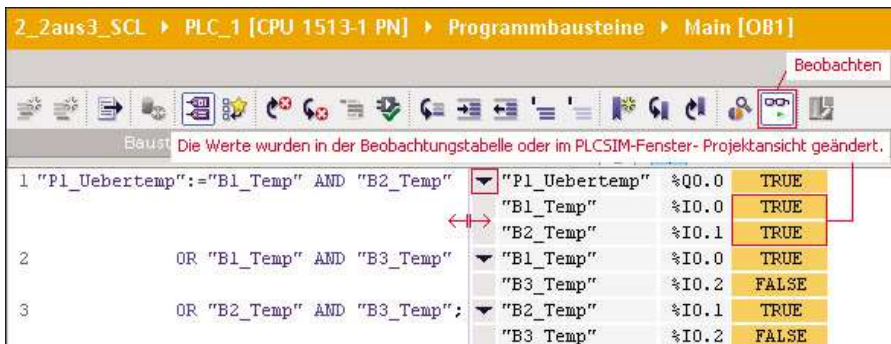 2_2aus3_SCL ▸ PLC_1 [CPU 1513-1 PN] ▸ Programmbausteine ▸ Main [OB1]
Beobachten
Baust
Die Werte wurden in der Beobachtungstabelle oder im PLCSIM-Fenster- Projektansicht geändert.
1 "P1_Uebertemp":="B1_Temp" AND "B2_Temp" "P1_Uebertemp" %Q0.0 TRUE
"B1_Temp" %I0.0 TRUE
"B2_Temp" %I0.1 TRUE
2 OR "B1_Temp" AND "B3_Temp" "B1_Temp" %I0.0 TRUE
"B3_Temp" %I0.2 FALSE
3 OR "B2_Temp" AND "B3_Temp"; "B2_Temp" %I0.1 TRUE
"B3_Temp" %I0.2 FALSE